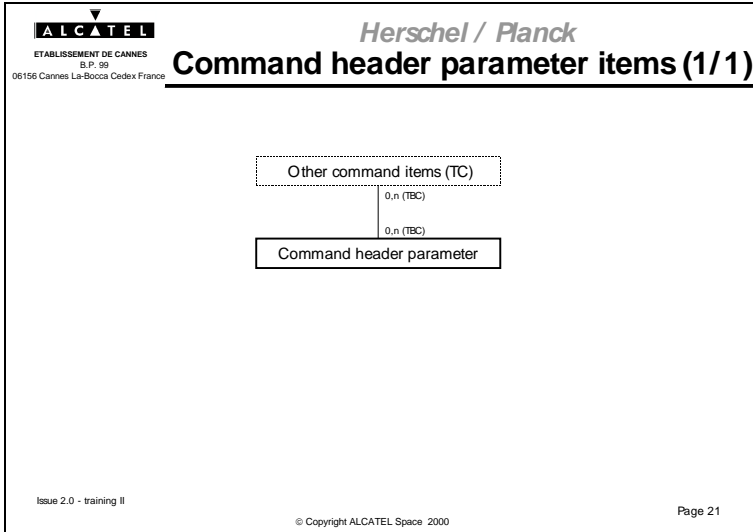 ALCATEL
ETABLISSEMENT DE CANNES
B.P. 99
06156 Cannes La-Bocca Cedex France
Herschel / Planck
Command header parameter items (1/1)
Other command items (TC)
0,n (TBC)
0,n (TBC)
Command header parameter
Issue 2.0 - training II
© Copyright ALCATEL Space 2000
Page 21